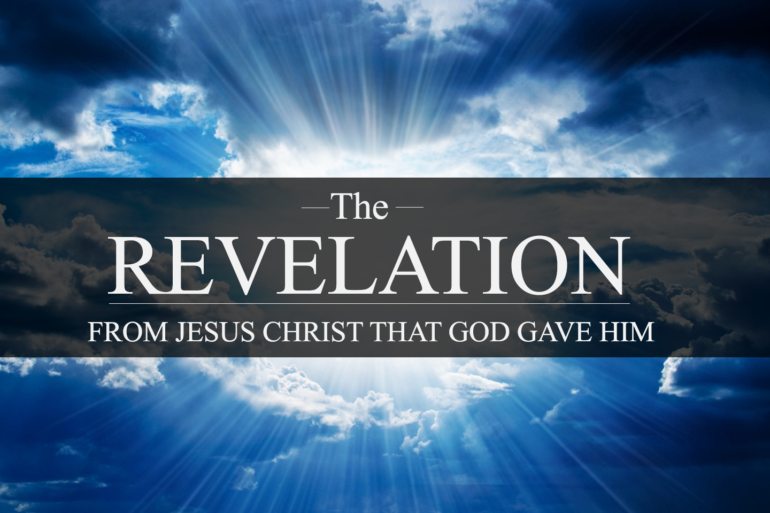 The
REVELATION
FROM JESUS CHRIST THAT GOD GAVE HIM